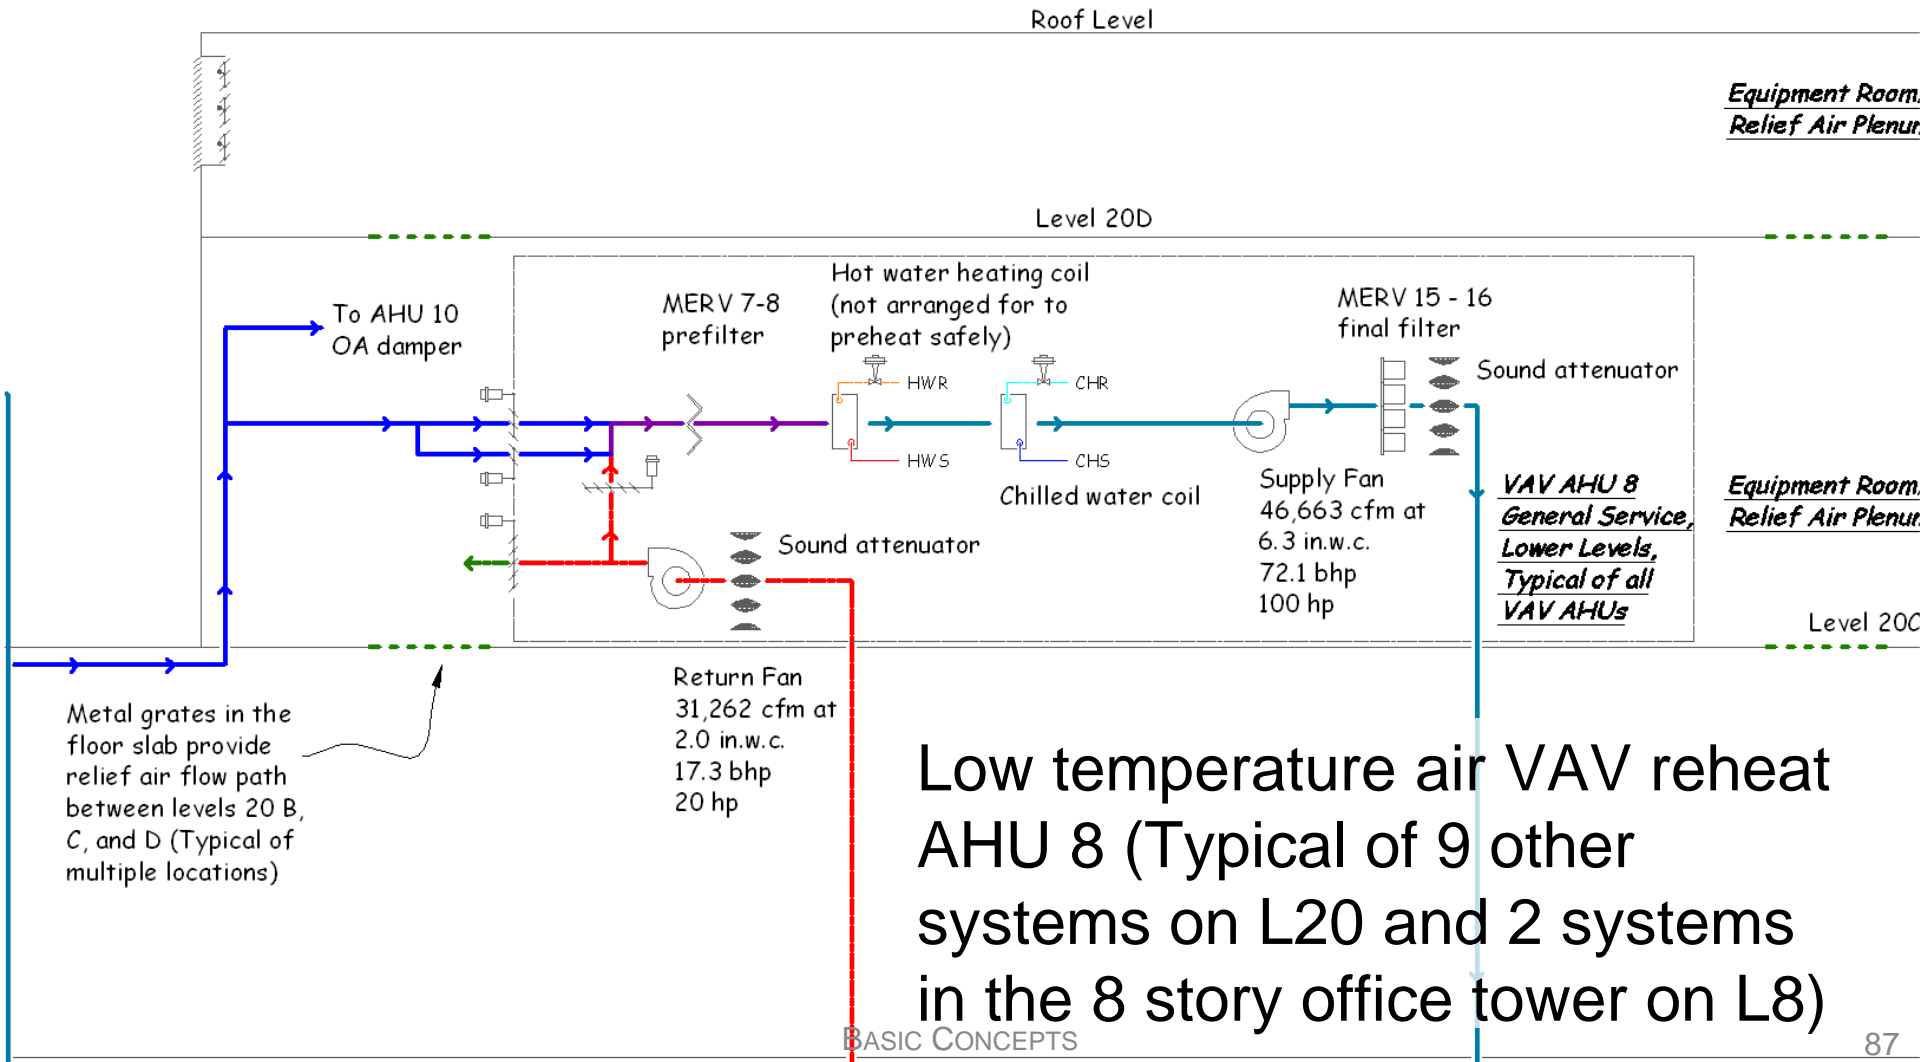 Roof Level
Equipment Room,
Relief Air
Level 20D
To AHU 10
OA damper
MERV 7-8
prefilter
Hot water heating coil
(not arranged for to
preheat safely)
MERV 15 - 16
final filter
Sound attenuator
HWR
CHR
HWS
CHS
Chilled water coil
Supply Fan
46,663 cfm at
6.3 in.w.c.
72.1 bhp
100 hp
VAV AHU 8
General Service,
Lower Levels,
Typical of all
VAV AHUs
Equipment Room,
Relief Air
Sound attenuator
Level 20C
Return Fan
31,262 cfm at
2.0 in.w.c.
17.3 bhp
20 hp
Metal grates in the
floor slab provide
relief air flow path
between levels 20 B,
C, and D (Typical of
multiple locations)
Low temperature air VAV reheat
AHU 8 (Typical of 9 other
systems on L20 and 2 systems
in the 8 story office tower on L8)
BASIC CONCEPTS
87